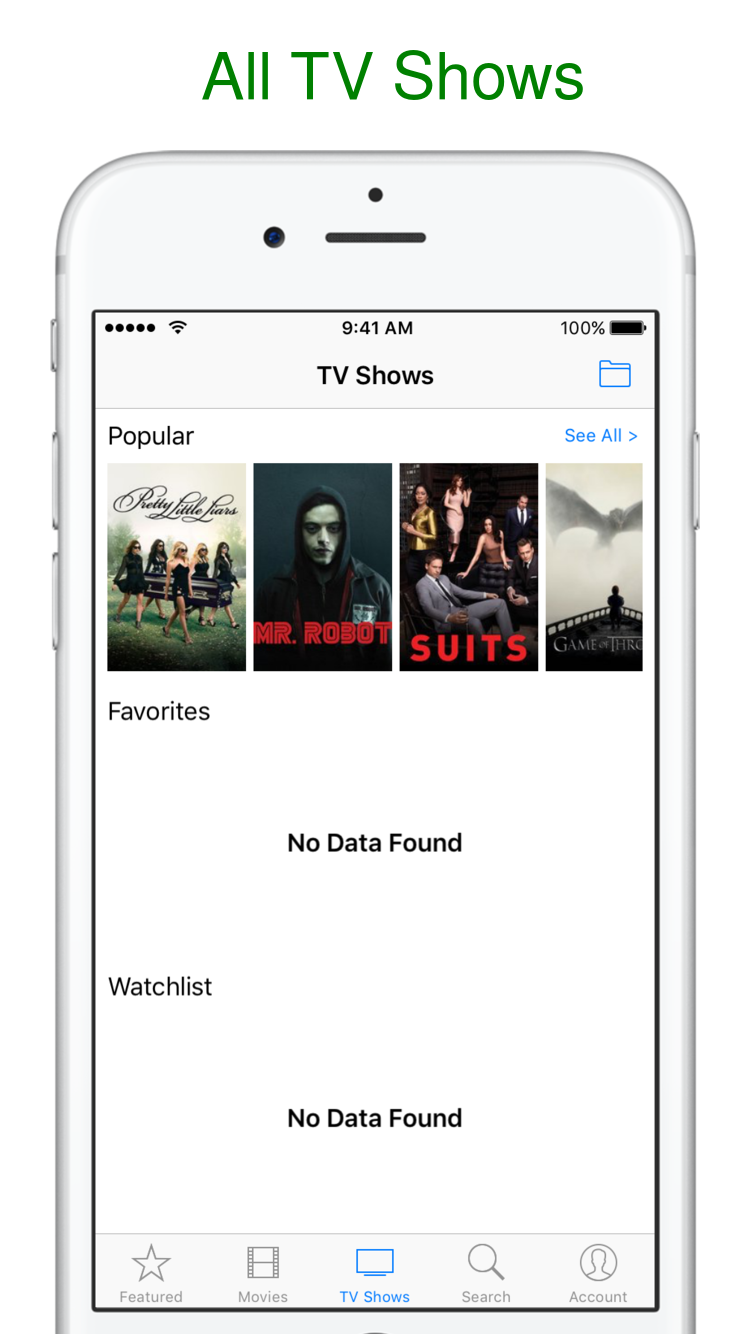 All TV Shows
9:41 AM
100%
TV Shows
Popular
See All >
Pretty Little Liars
MR. ROBOT
SUITS
GAME OF THRO
Favorites
No Data Found
Watchlist
No Data Found
Featured
Movies
TV Shows
Search
Account